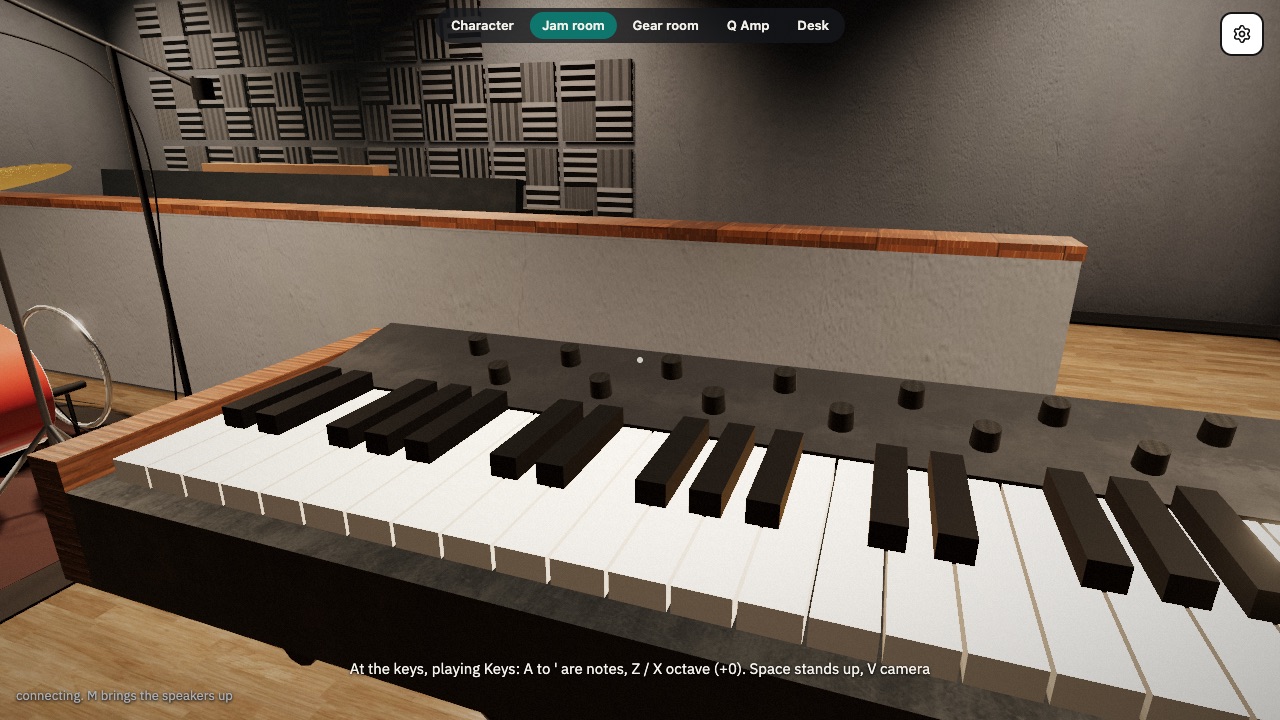 Character Jam room Gear room Q Amp Desk
At the keys, playing Keys: A to ' are notes, Z / X octave (+0). Space stands up, V camera
connecting. M brings the speakers up